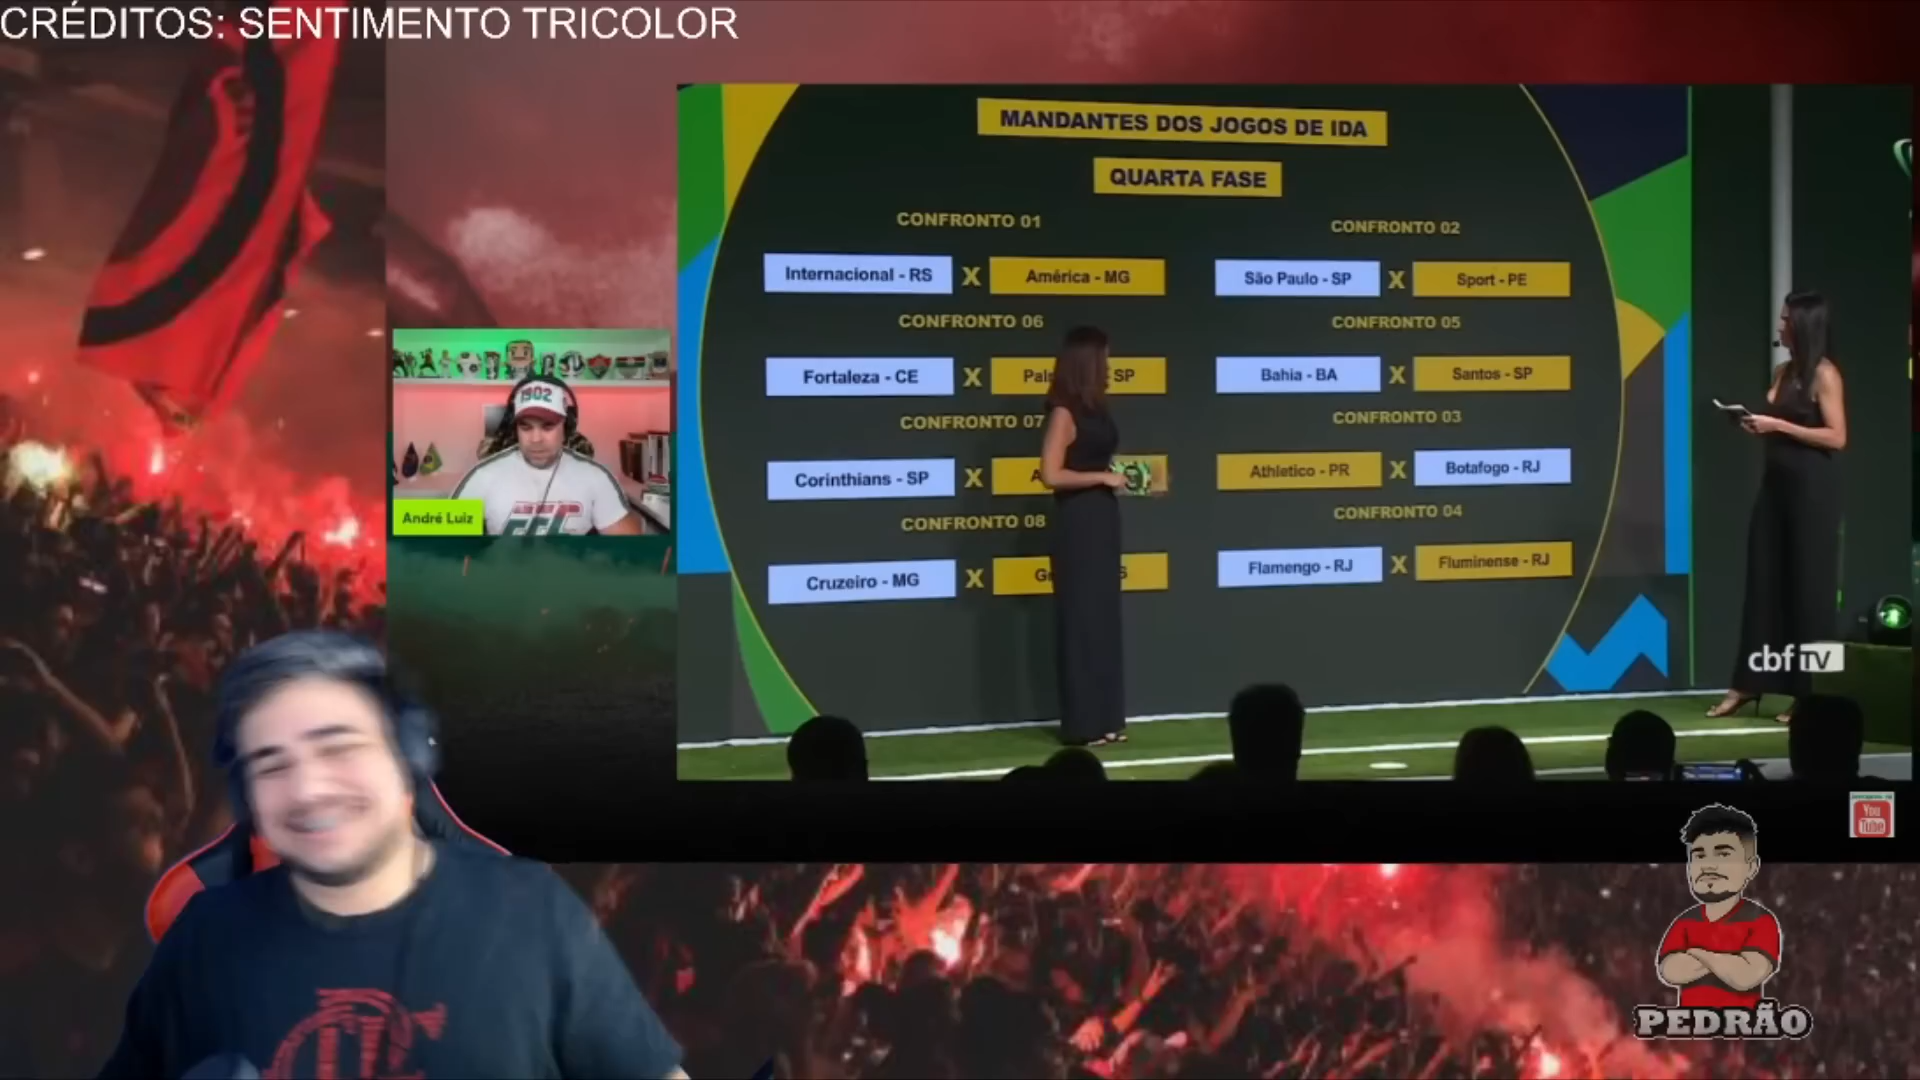 CRÉDITOS: SENTIMENTO TRICOLOR
MANDANTES DOS JOGOS DE IDA
QUARTA FASE
CONFRONTO 01
Internacional - RS X América - MG
CONFRONTO 02
São Paulo - SP X Sport - PE
CONFRONTO 06
Fortaleza - CE X SP
CONFRONTO 05
Bahia - BA X Santos - SP
CONFRONTO 07
Corinthians - SP X
CONFRONTO 03
Athletico - PR X Botafogo - RJ
CONFRONTO 08
Cruzeiro - MG X
CONFRONTO 04
Flamengo - RJ X Fluminense - RJ
1902
André Luiz
cbf TV
You
Tube
PEDRÃO